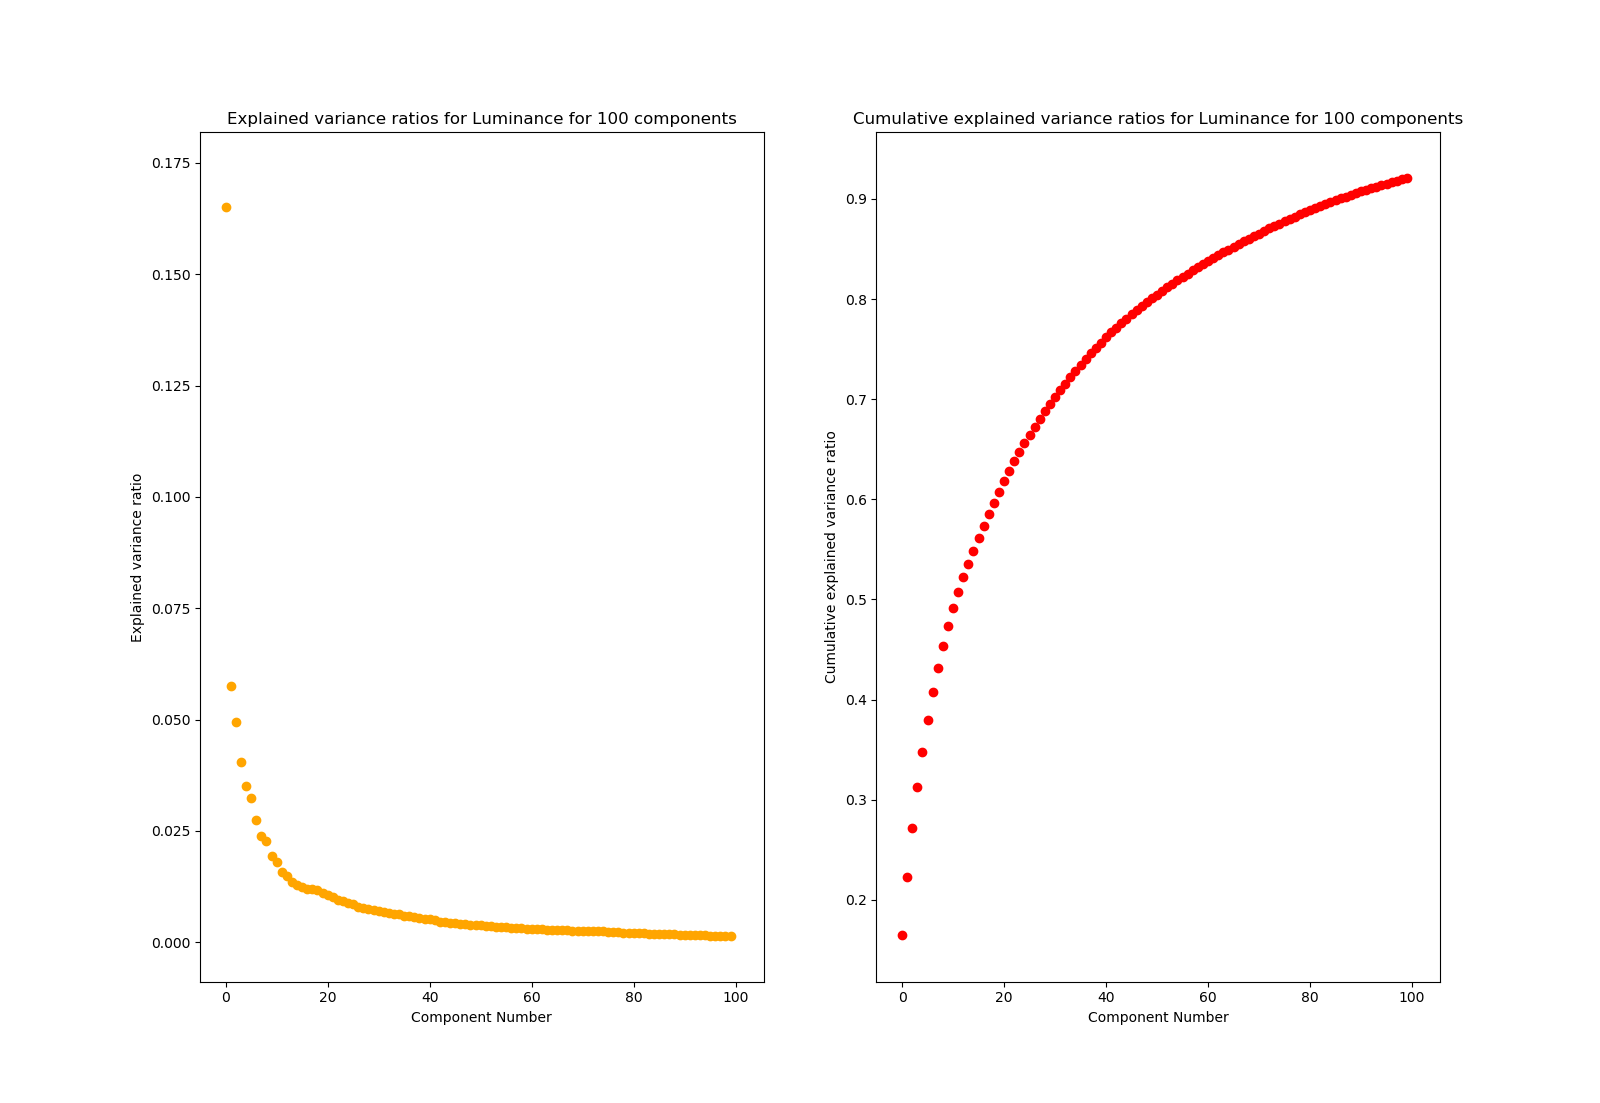 Explained variance ratios for Luminance for 100 components
0.175
0.150
0.125
0.100
0.075
0.050
0.025
0.000
Explained variance ratio
0 20 40 60 80 100
Component Number
Cumulative explained variance ratios for Luminance for 100 components
0.9
0.8
0.7
0.6
0.5
0.4
0.3
0.2
Cumulative explained variance ratio
0 20 40 60 80 100
Component Number